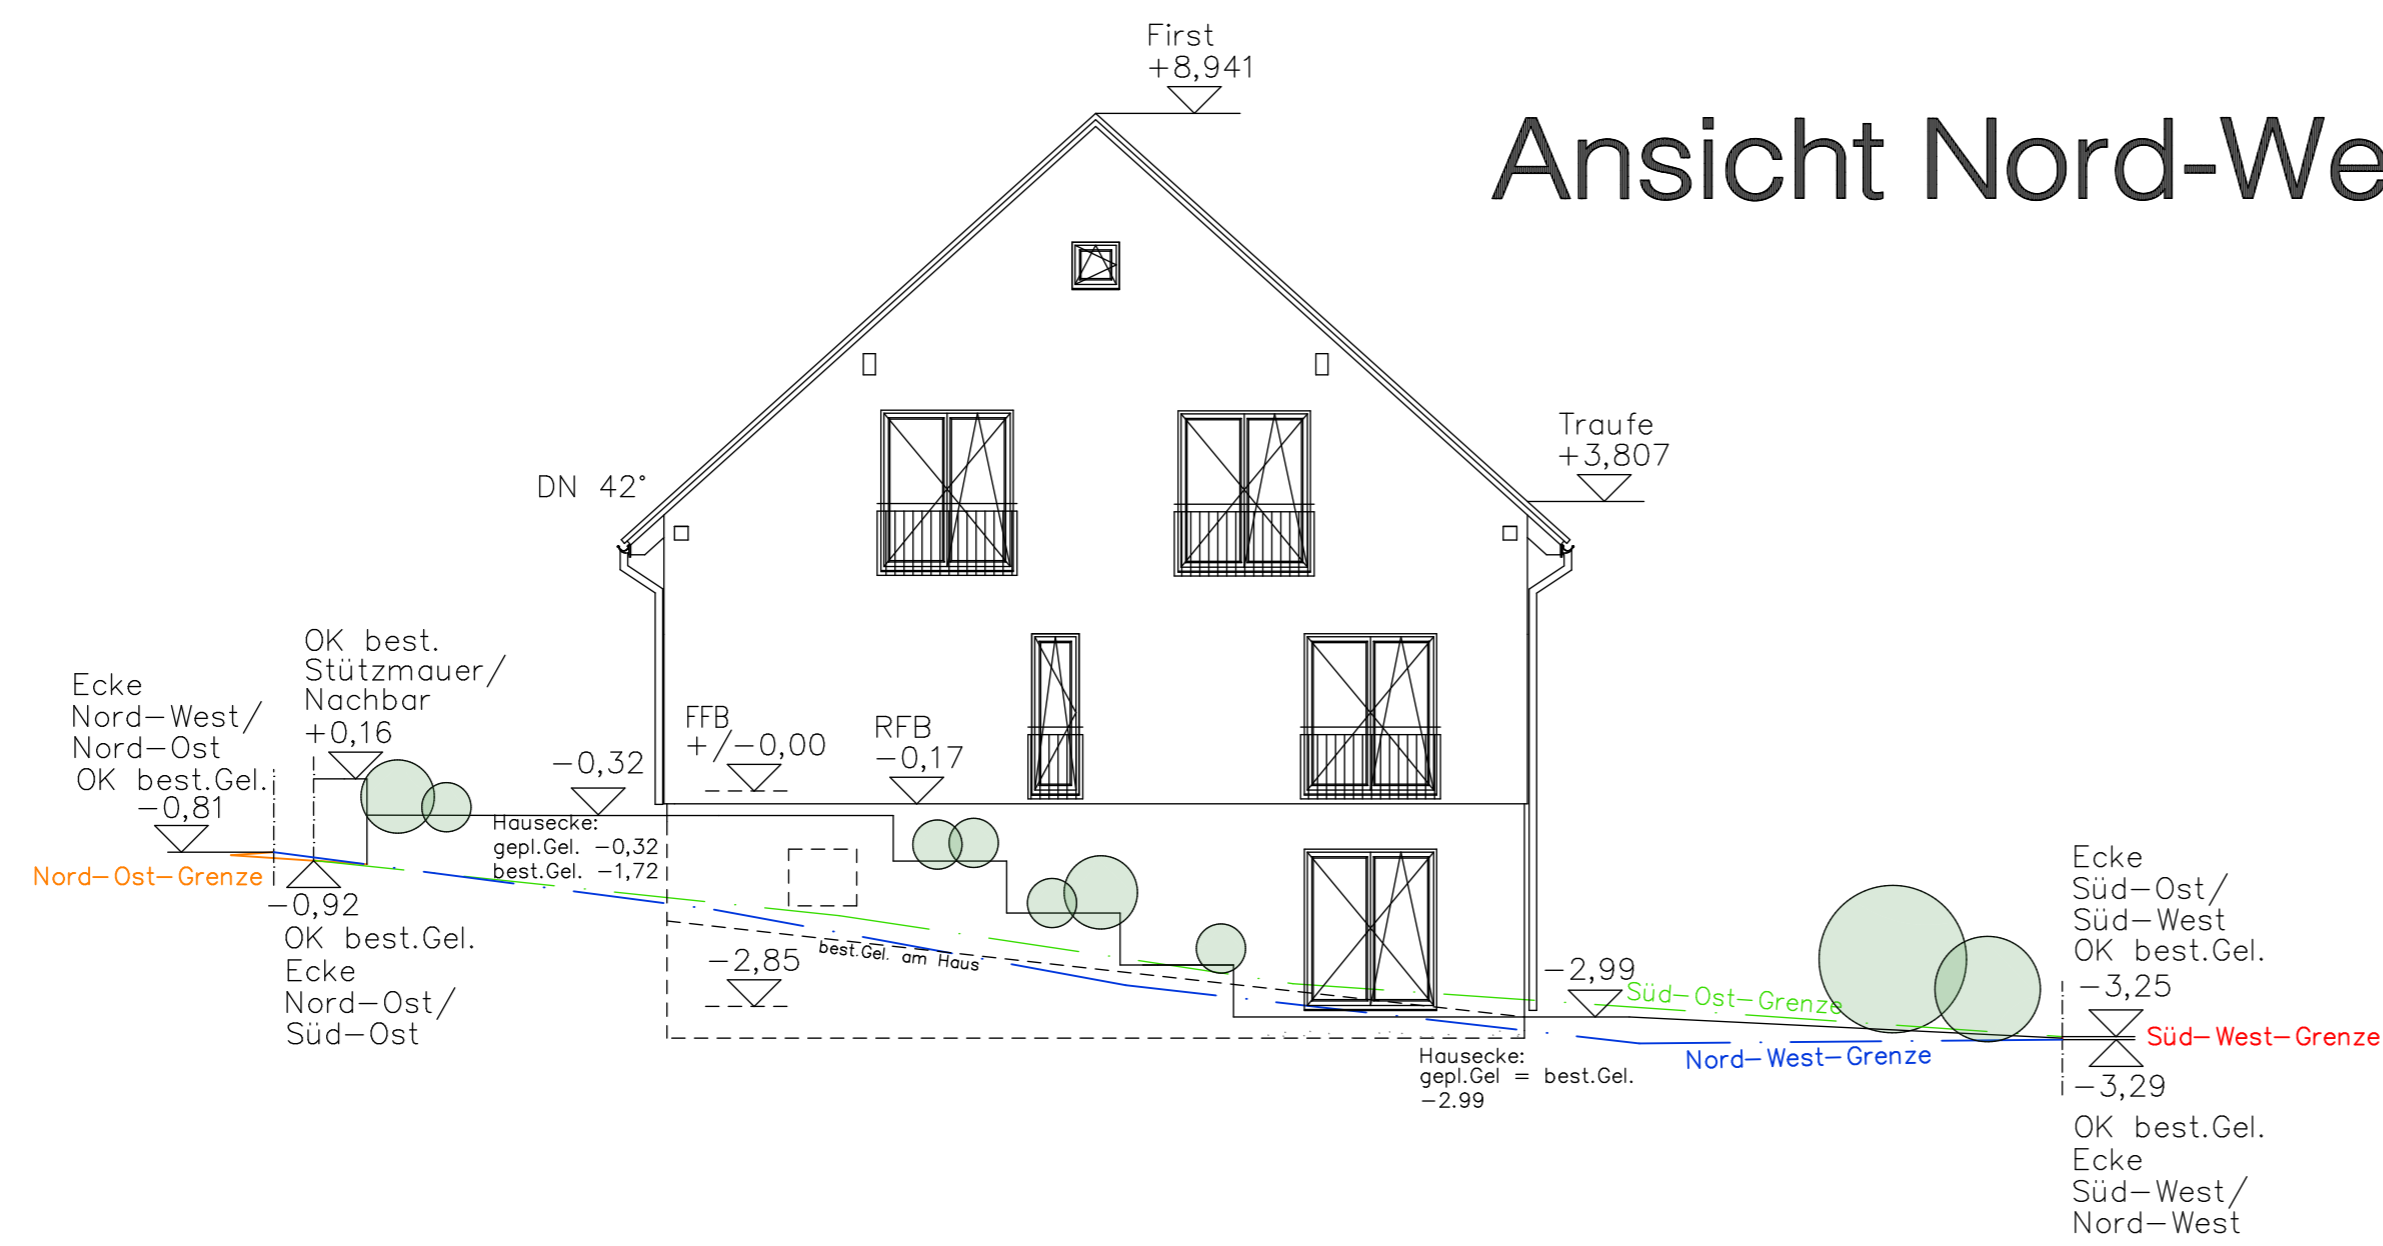 First
+8,941
Ansicht Nord-We
Traufe
+3,807
DN 42°
OK best.
Stützmauer/
Nachbar
+0,16
Ecke
Nord-West/
Nord-Ost
OK best.Gel.
-0,81
-0,32
FFB
+/-0,00
RFB
-0,17
Hausecke:
gepl.Gel. -0,32
best.Gel. -1,72
Nord-Ost-Grenze
-0,92
OK best.Gel.
Ecke
Nord-Ost/
Süd-Ost
best.Gel. am Haus
-2,85
-2,99
Süd-Ost-Grenze
Ecke
Süd-Ost/
Süd-West
OK best.Gel.
-3,25
Süd-West-Grenze
Nord-West-Grenze
Hausecke:
gepl.Gel = best.Gel.
-2.99
-3,29
OK best.Gel.
Ecke
Süd-West/
Nord-West